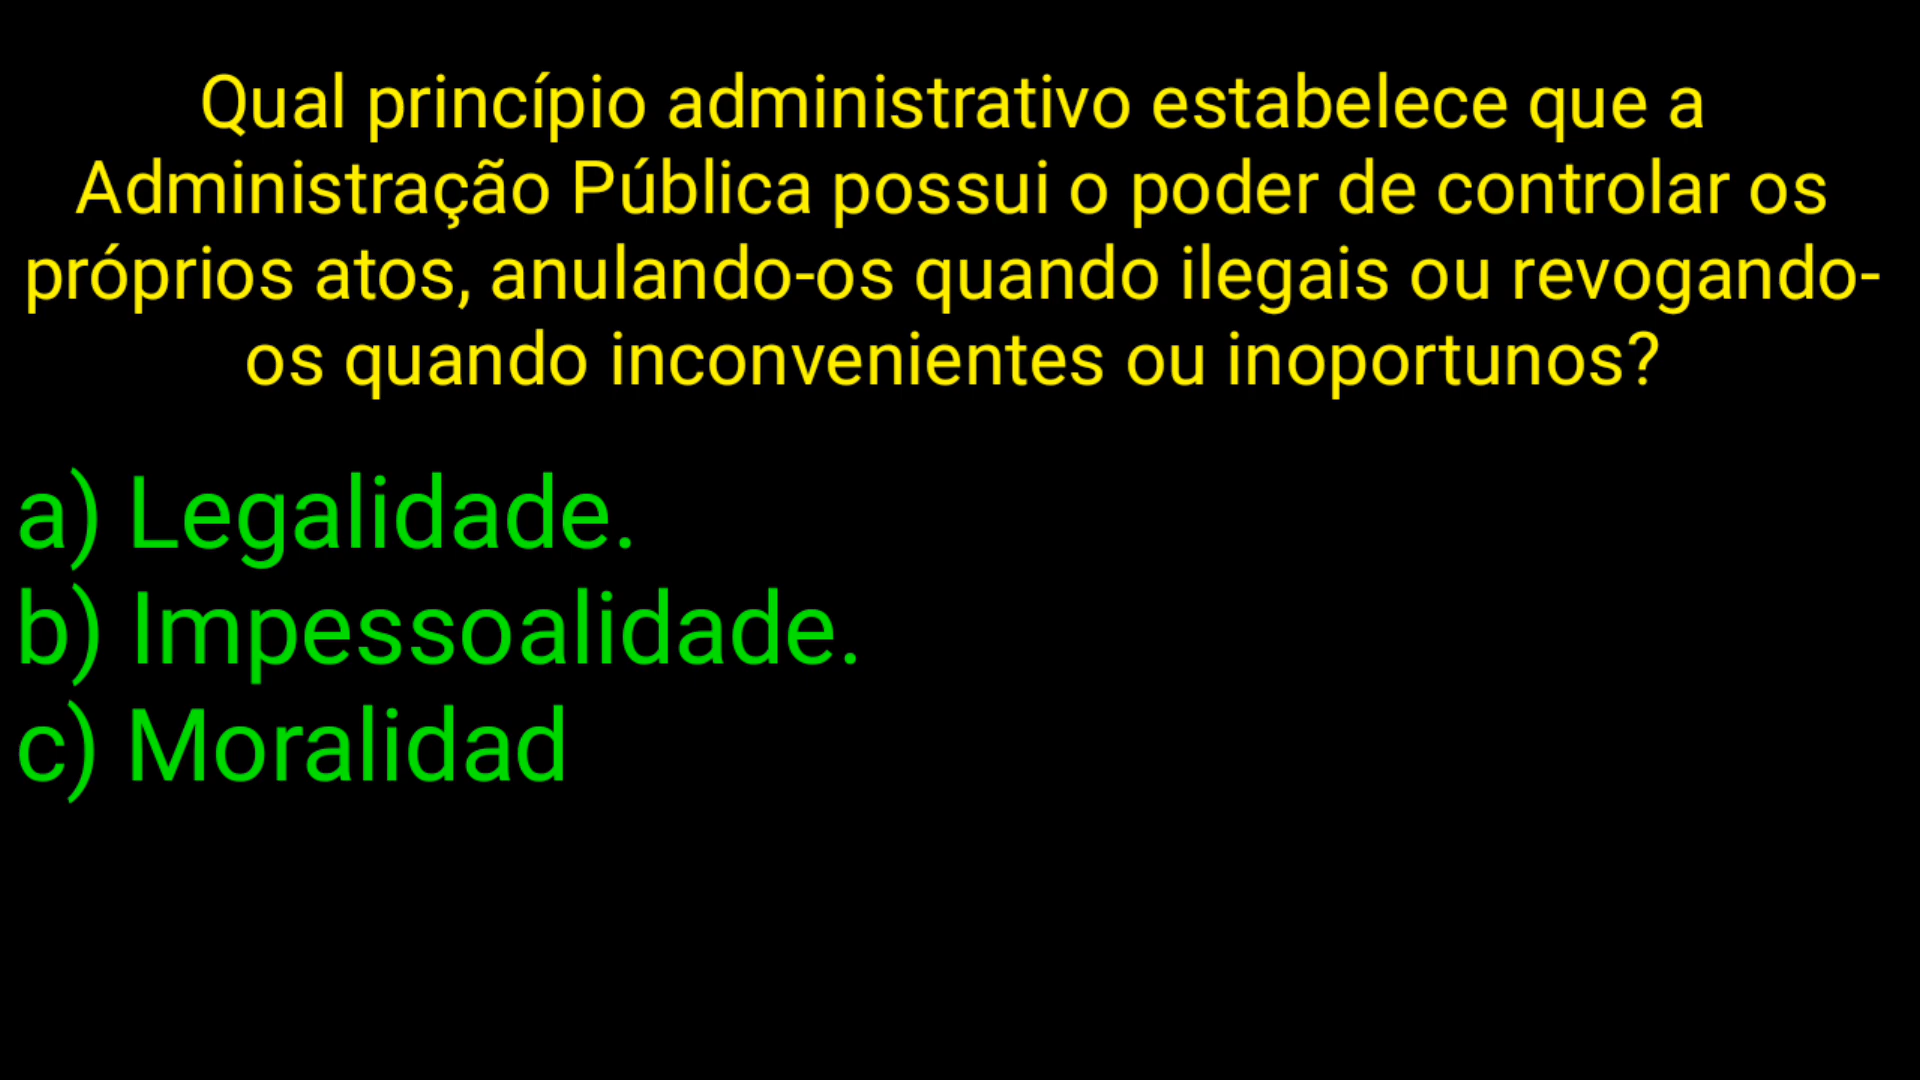 Qual princípio administrativo estabelece que a
Administração Pública possui o poder de controlar os
próprios atos, anulando-os quando ilegais ou revogando-
os quando inconvenientes ou inoportunos?
a) Legalidade.
b) Impessoalidade.
c) Moralidad